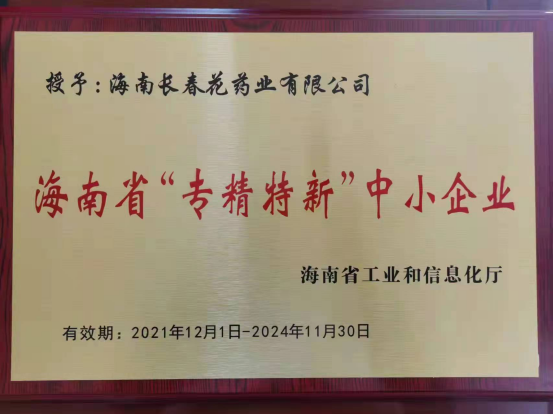 授予：海南长春花药业有限公司
海南省“专精特新”中小企业
海南省工业和信息化厅
有效期：2021年12月1日-2024年11月30日